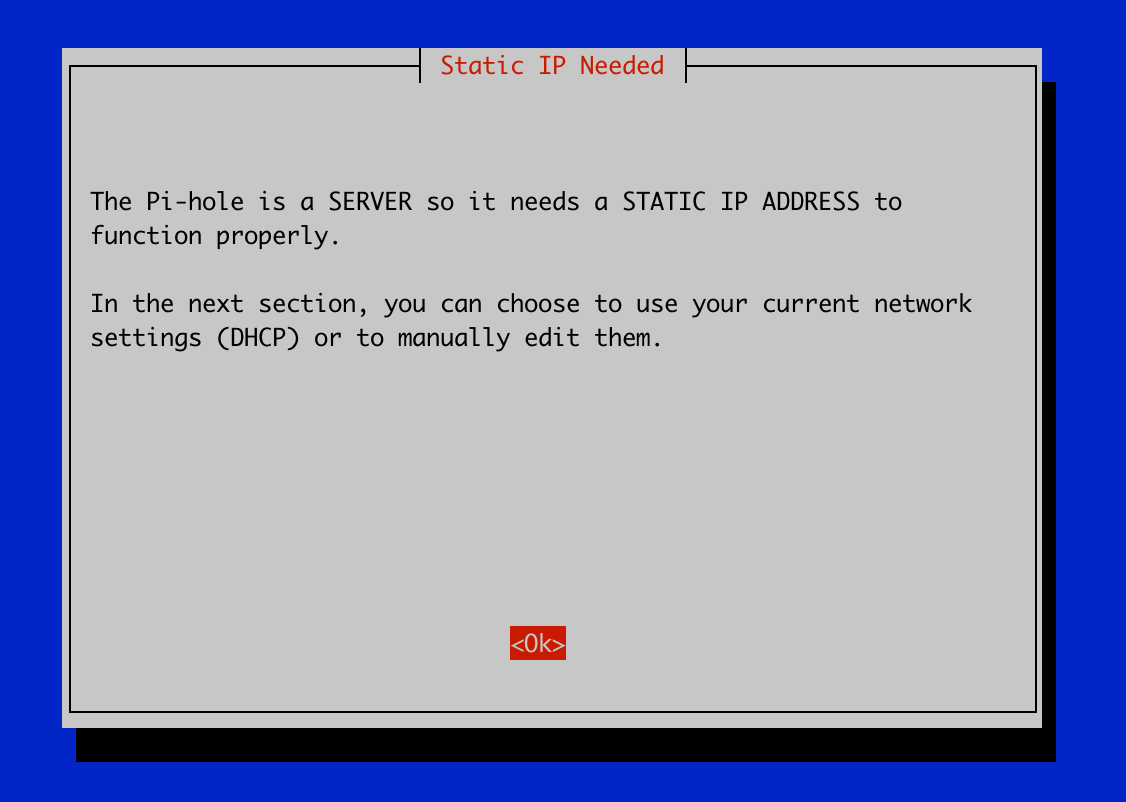 Static IP Needed
The Pi-hole is a SERVER so it needs a STATIC IP ADDRESS to
function properly.
In the next section, you can choose to use your current network
settings (DHCP) or to manually edit them.
<Ok>